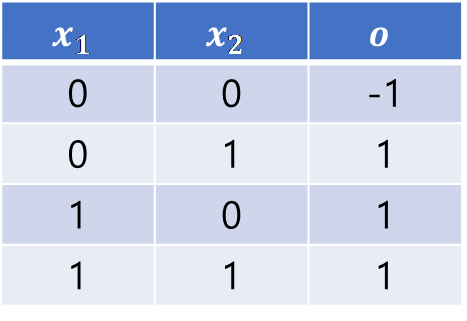 x₁ x₂ o
0 0 -1
0 1 1
1 0 1
1 1 1